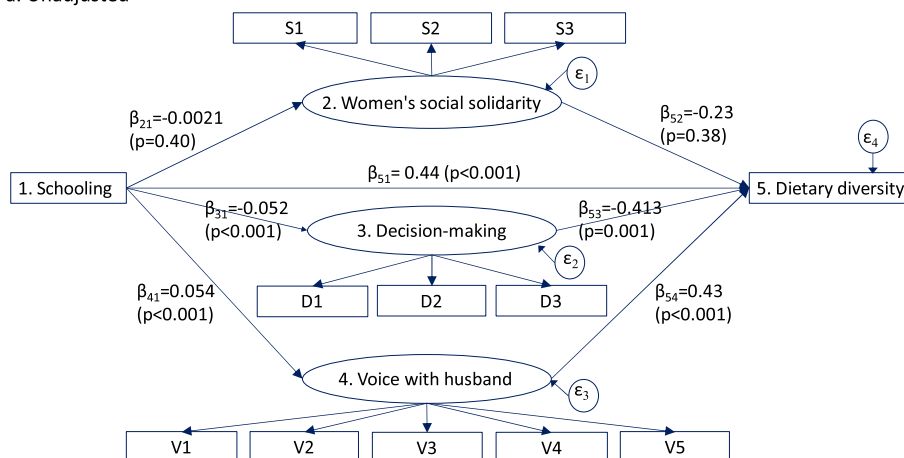 a. Unadjusted
S1
S2
S3
ε1
2. Women's social solidarity
β21=-0.0021
(p=0.40)
β52=-0.23
(p=0.38)
ε4
β51= 0.44 (p<0.001)
1. Schooling
5. Dietary diversity
β31=-0.052
(p<0.001)
β53=-0.413
(p=0.001)
3. Decision-making
ε2
D1
D2
D3
β41=0.054
(p<0.001)
β54=0.43
(p<0.001)
4. Voice with husband
ε3
V1
V2
V3
V4
V5